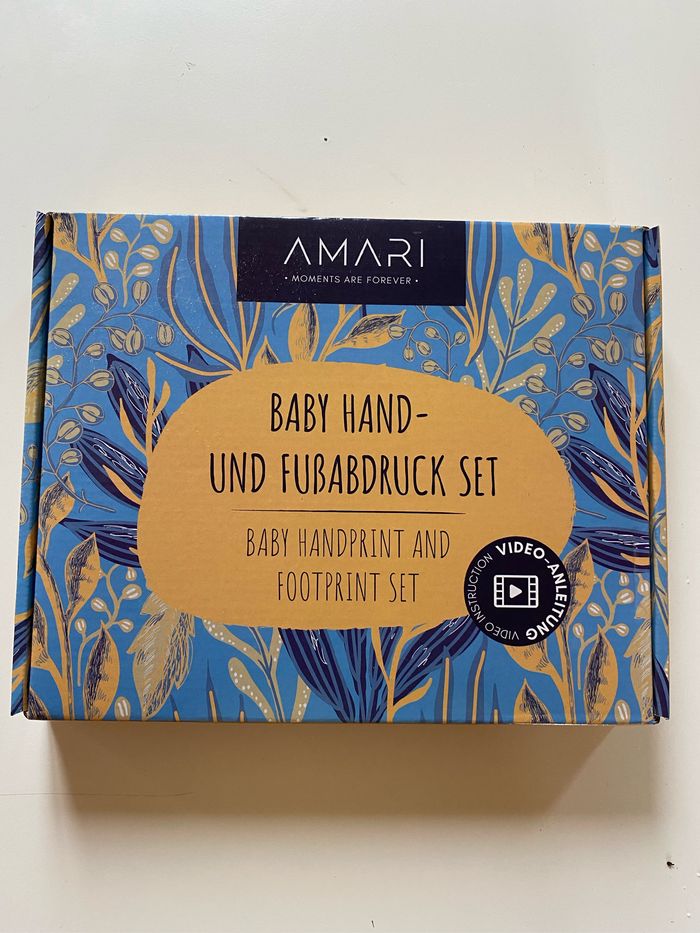 AMARI
• MOMENTS ARE FOREVER •
BABY HAND-
UND FUßABDRUCK SET
BABY HANDPRINT AND
FOOTPRINT SET
VIDEO-ANLEITUNG
VIDEO INSTRUCTION